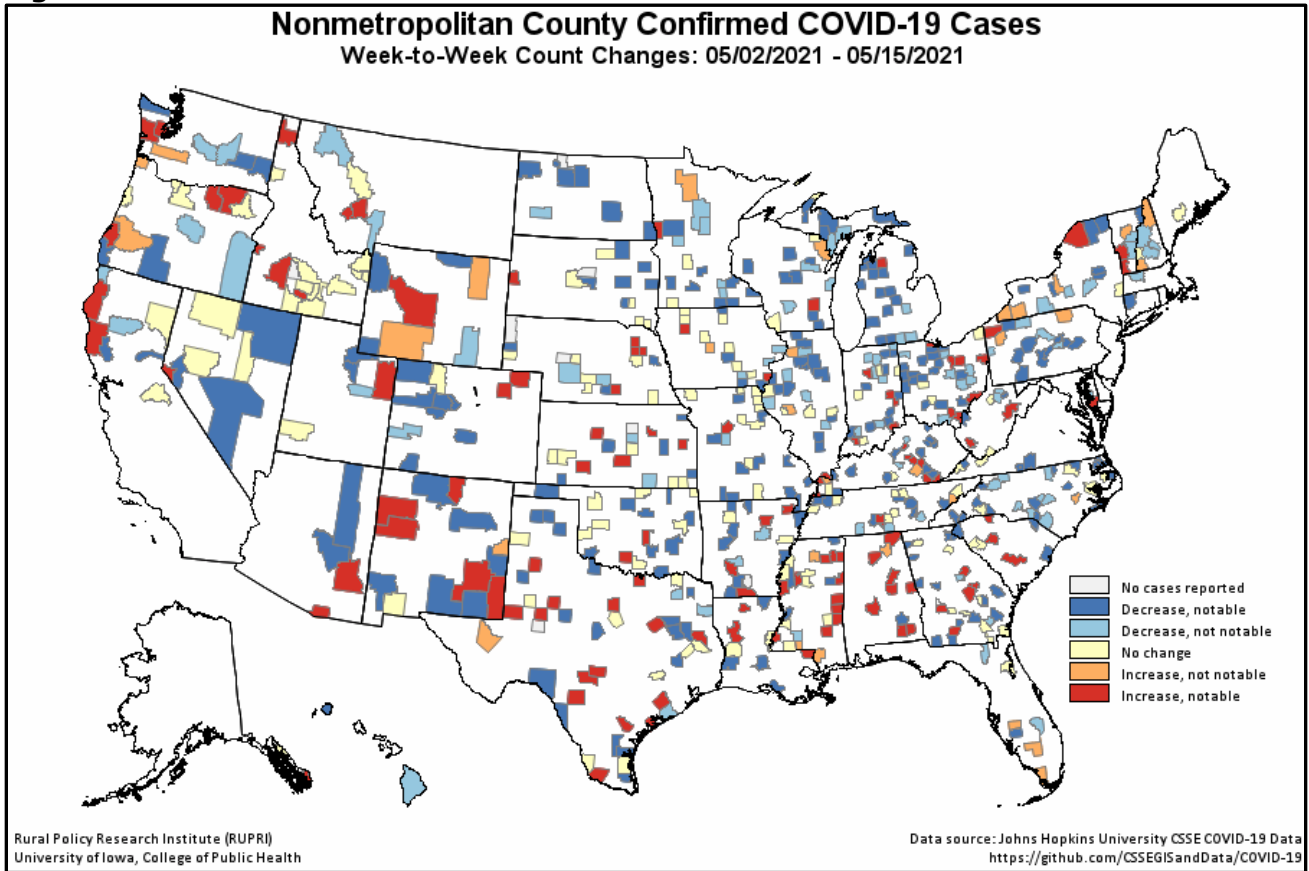 Nonmetropolitan County Confirmed COVID-19 Cases
Week-to-Week Count Changes: 05/02/2021 - 05/15/2021
No cases reported
Decrease, notable
Decrease, not notable
No change
Increase, not notable
Increase, notable
Rural Policy Research Institute (RUPRI)
University of Iowa, College of Public Health
Data source: Johns Hopkins University CSSE COVID-19 Data
https://github.com/CSSEGISandData/COVID-19